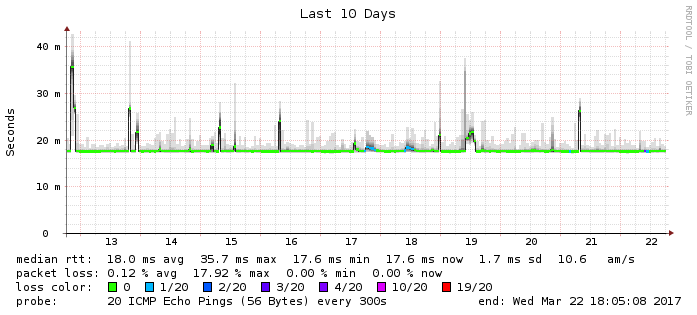 Last 10 Days
RRDTOOL / TOBI OETIKER
Seconds
40 m
30 m
20 m
10 m
0
13 14 15 16 17 18 19 20 21 22
median rtt: 18.0 ms avg 35.7 ms max 17.6 ms min 17.6 ms now 1.7 ms sd 10.6 am/s
packet loss: 0.12 % avg 17.92 % max 0.00 % min 0.00 % now
loss color: 0 1/20 2/20 3/20 4/20 10/20 19/20
probe: 20 ICMP Echo Pings (56 Bytes) every 300s end: Wed Mar 22 18:05:08 2017